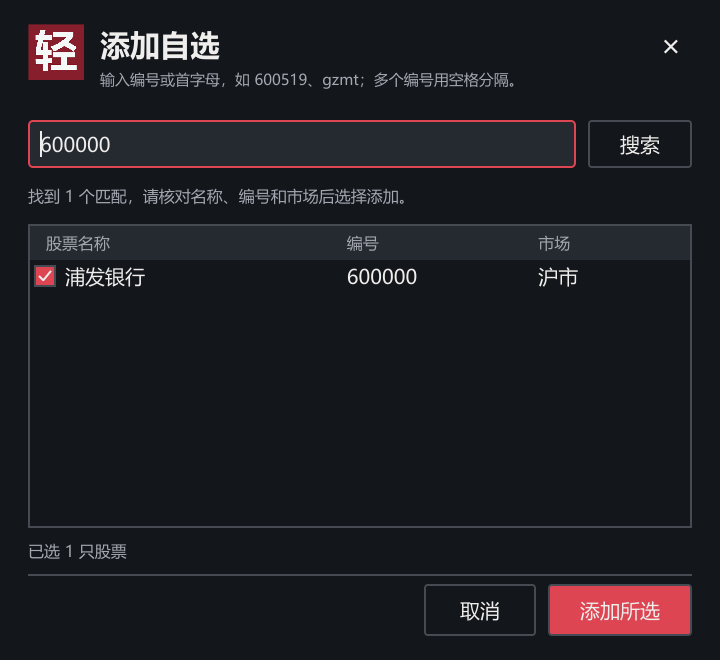 轻
添加自选
输入编号或首字母，如 600519、gzmt；多个编号用空格分隔。
600000 搜索
找到 1 个匹配，请核对名称、编号和市场后选择添加。
股票名称 编号 市场
浦发银行 600000 沪市
已选 1 只股票
取消 添加所选